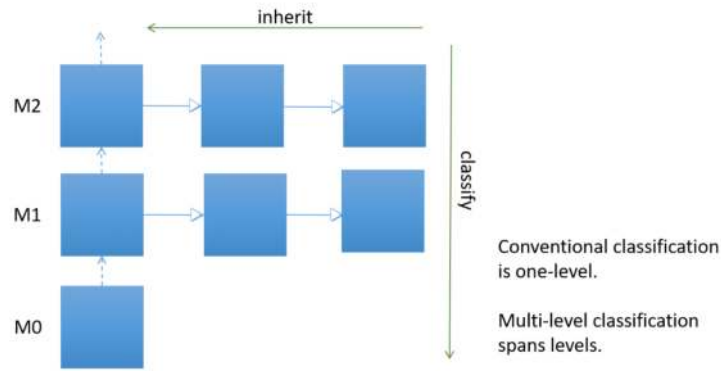 inherit
M2
classify
M1
Conventional classification
is one-level.
M0
Multi-level classification
spans levels.